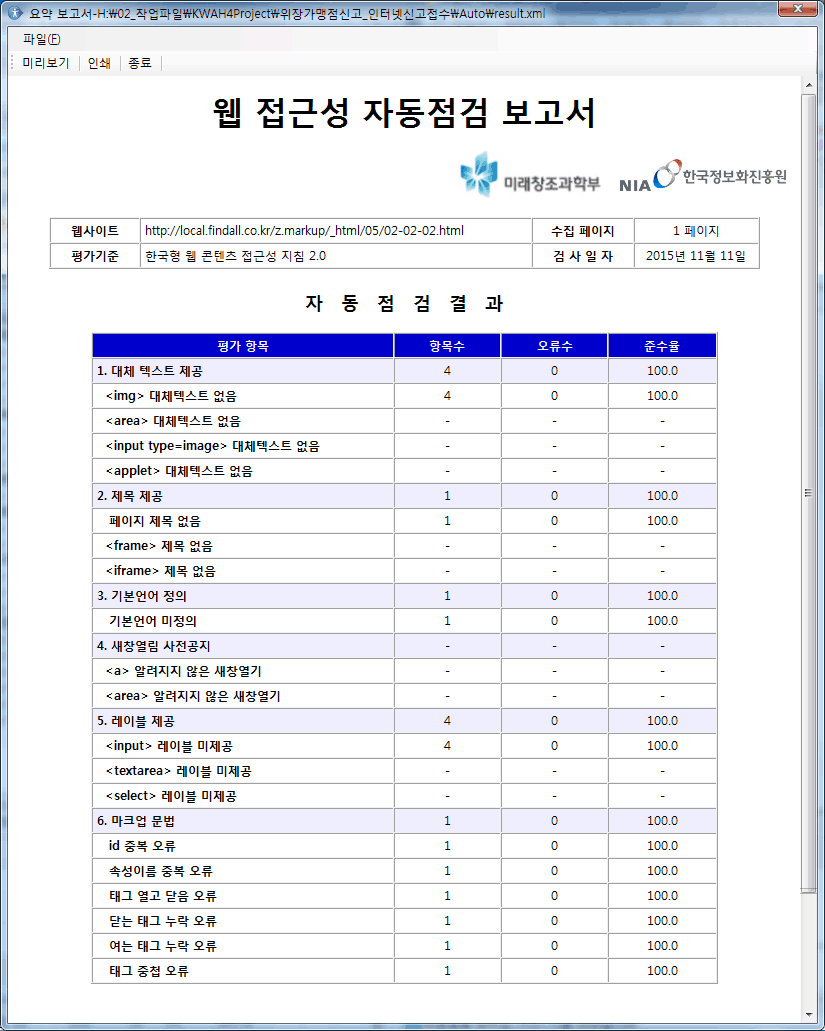 요약 보고서-H:\02_작업파일\KWAH4Project\위장가맹점신고_인터넷신고접수\Auto\result.xml
파일(F)
미리보기 인쇄 종료
웹 접근성 자동점검 보고서
미래창조과학부 NIA 한국정보화진흥원
웹사이트 http://local.findall.co.kr/z.markup/_html/05/02-02-02.html 수집 페이지 1 페이지
평가기준 한국형 웹 콘텐츠 접근성 지침 2.0 검 사 일 자 2015년 11월 11일
자 동 점 검 결 과
평가 항목 항목수 오류수 준수율
1. 대체 텍스트 제공 4 0 100.0
<img> 대체텍스트 없음 4 0 100.0
<area> 대체텍스트 없음 - - -
<input type=image> 대체텍스트 없음 - - -
<applet> 대체텍스트 없음 - - -
2. 제목 제공 1 0 100.0
페이지 제목 없음 1 0 100.0
<frame> 제목 없음 - - -
<iframe> 제목 없음 - - -
3. 기본언어 정의 1 0 100.0
기본언어 미정의 1 0 100.0
4. 새창열림 사전공지 - - -
<a> 알려지지 않은 새창열기 - - -
<area> 알려지지 않은 새창열기 - - -
5. 레이블 제공 4 0 100.0
<input> 레이블 미제공 4 0 100.0
<textarea> 레이블 미제공 - - -
<select> 레이블 미제공 - - -
6. 마크업 문법 1 0 100.0
id 중복 오류 1 0 100.0
속성이름 중복 오류 1 0 100.0
태그 열고 닫음 오류 1 0 100.0
닫는 태그 누락 오류 1 0 100.0
여는 태그 누락 오류 1 0 100.0
태그 중첩 오류 1 0 100.0